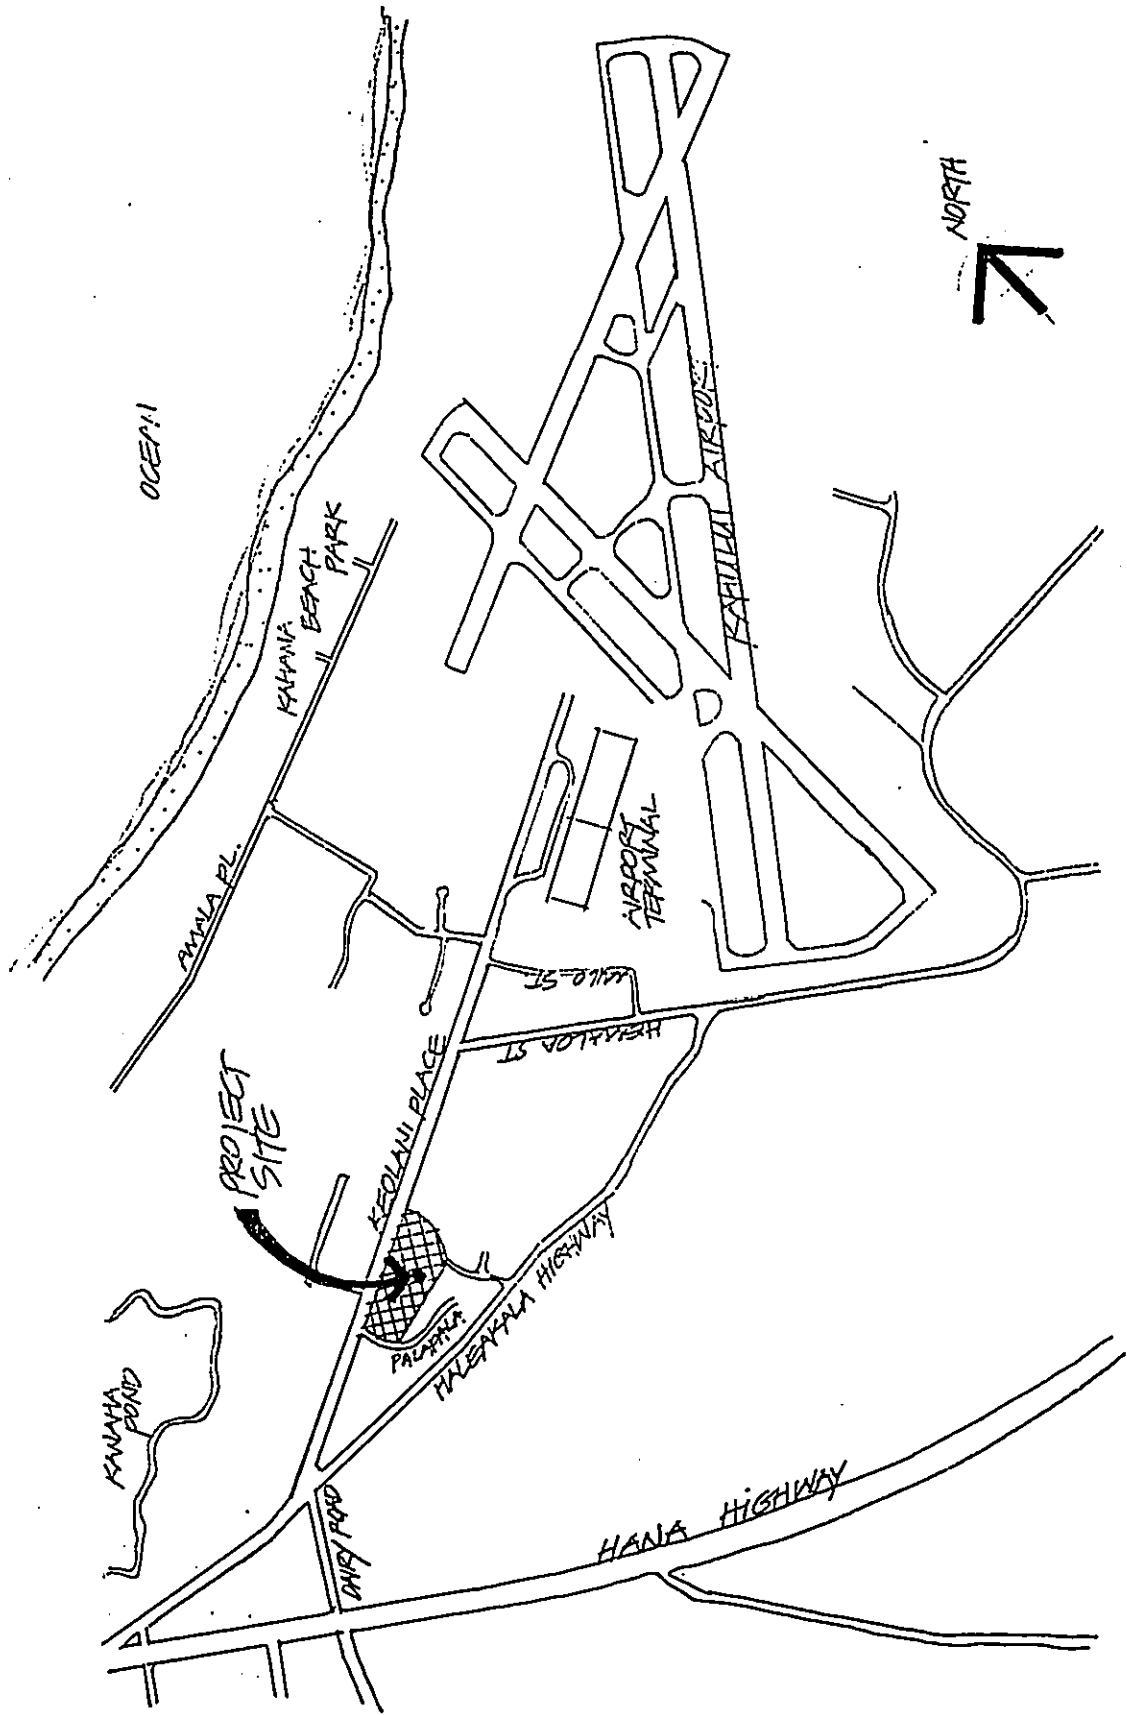 OCEAN
NORTH
KAHANA
BEACH
PARK
AMALA PL.
KAHULUI AIRPORT
AIRPORT
TERMINAL
ST.
ST
KEOLANI PLACE
PROJECT
SITE
PALAPALA
HALEAKALA HIGHWAY
KANAHA
POND
DAIRY ROAD
HANA HIGHWAY